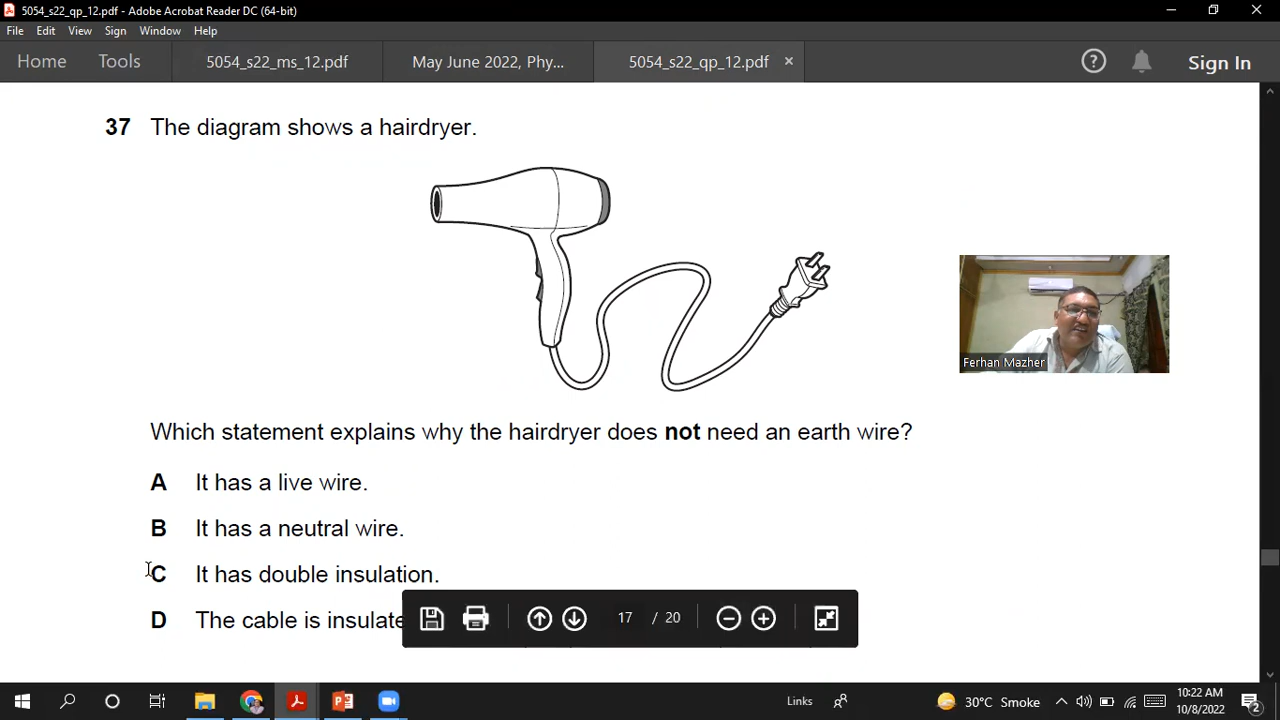 5054_s22_qp_12.pdf - Adobe Acrobat Reader DC (64-bit)
File Edit View Sign Window Help
Home Tools 5054_s22_ms_12.pdf May June 2022, Phy... 5054_s22_qp_12.pdf × ? Sign In
37 The diagram shows a hairdryer.
Ferhan Mazher
Which statement explains why the hairdryer does not need an earth wire?
A It has a live wire.
B It has a neutral wire.
C It has double insulation.
D The cable is insulate
17 / 20
Links 30°C Smoke 10:22 AM
10/8/2022 2